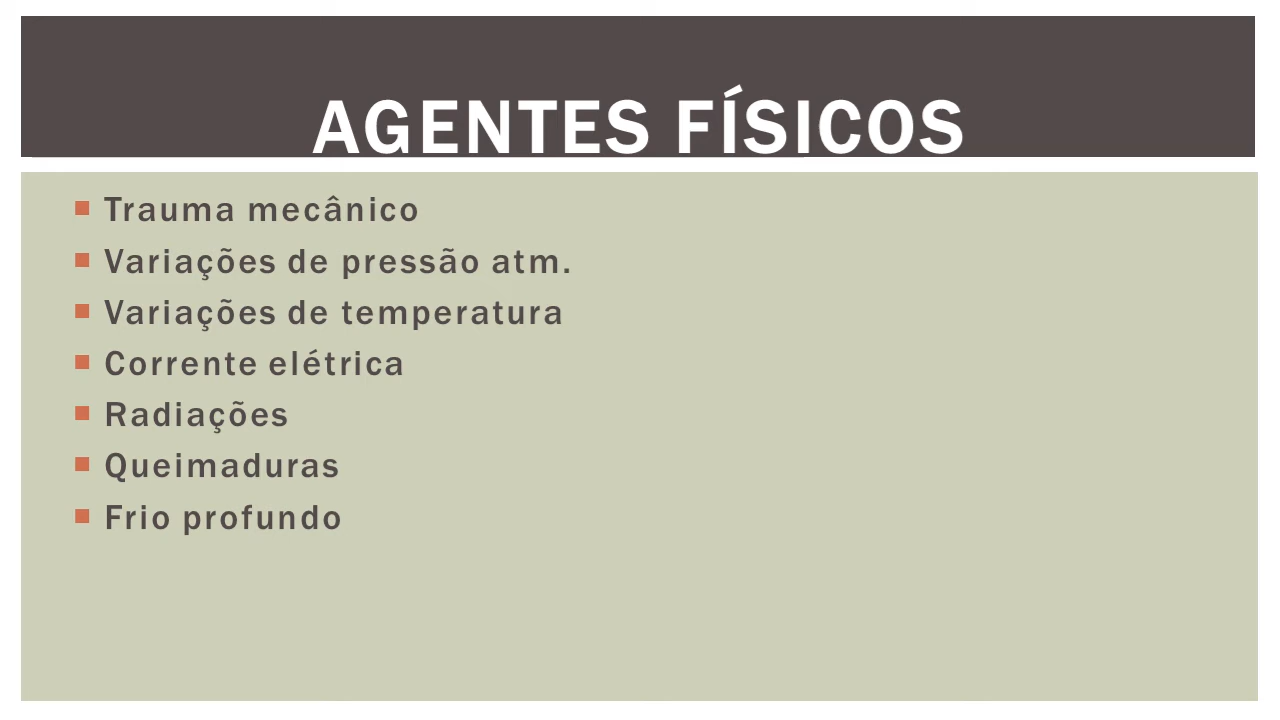 AGENTES FÍSICOS
Trauma mecânico
Variações de pressão atm.
Variações de temperatura
Corrente elétrica
Radiações
Queimaduras
Frio profundo